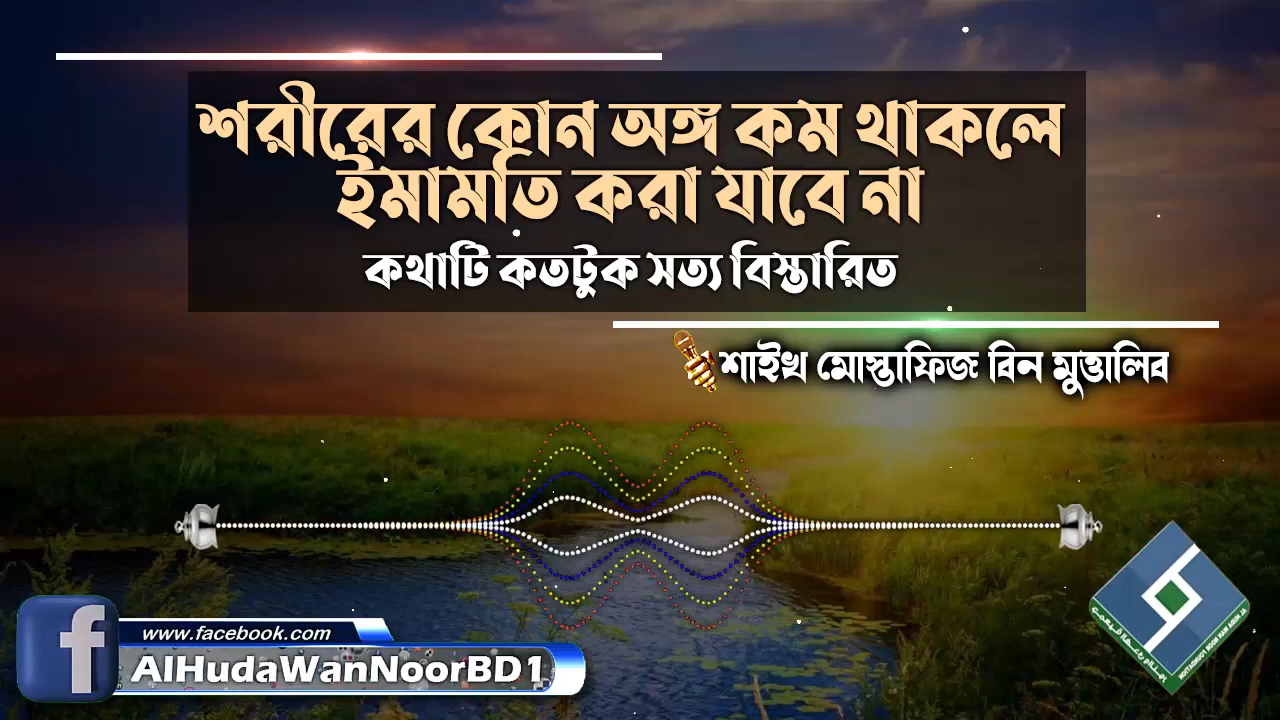 শরীরের কোন অঙ্গ কম থাকলে
ইমামতি করা যাবে না
কথাটি কতটুক সত্য বিস্তারিত
শাইখ মোস্তাফিজ বিন মুত্তালিব
www.facebook.com
AlHudaWanNoorBD1